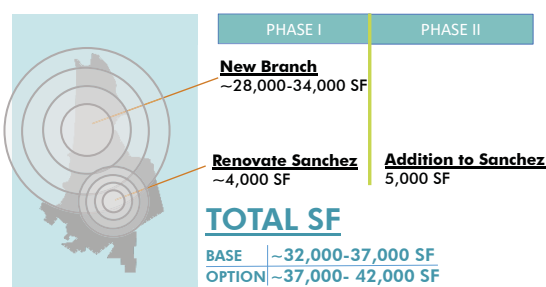 PHASE I PHASE II
New Branch
~28,000-34,000 SF
Renovate Sanchez Addition to Sanchez
~4,000 SF 5,000 SF
TOTAL SF
BASE ~32,000-37,000 SF
OPTION ~37,000- 42,000 SF